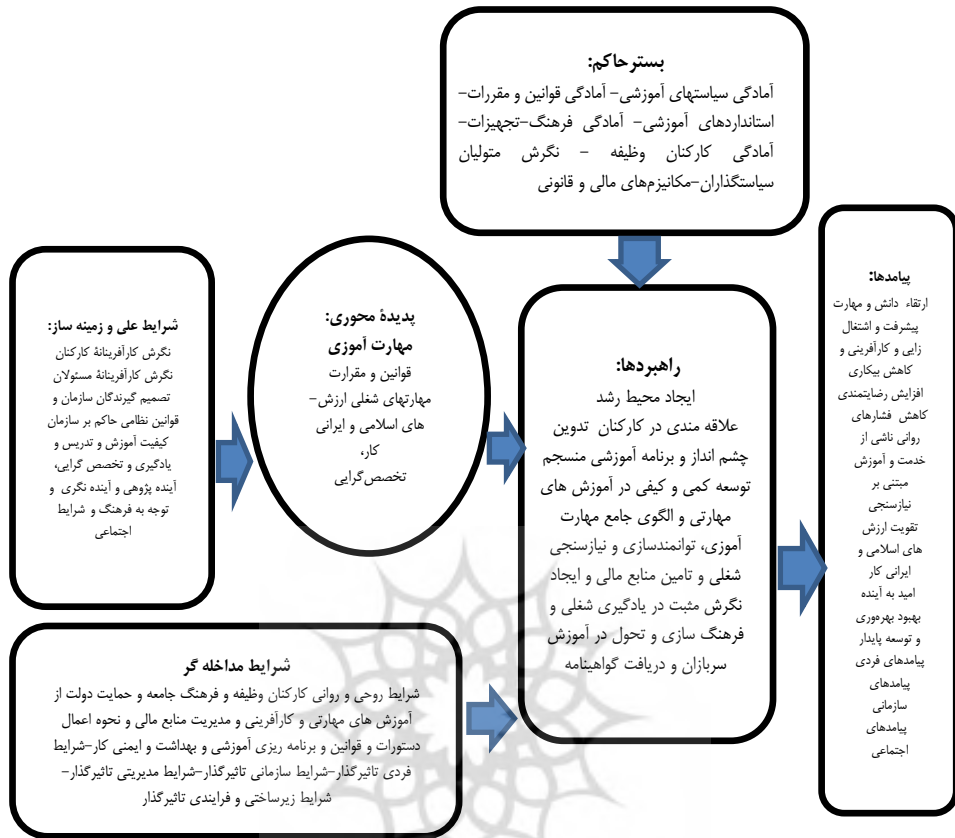 بسترحاکم:
آمادگی سیاستهای آموزشی- آمادگی قوانین و مقررات-
استانداردهای آموزشی- آمادگی فرهنگ-تجهیزات-
آمادگی کارکنان وظیفه - نگرش متولیان
سیاستگذاران-مکانیزم‌های مالی و قانونی
شرایط علی و زمینه ساز:
نگرش کارآفرینانۀ کارکنان
نگرش کارآفرینانۀ مسئولان
تصمیم گیرندگان سازمان و
قوانین نظامی حاکم بر سازمان
کیفیت آموزش و تدریس و
یادگیری و تخصص گرایی،
آینده پژوهی و آینده نگری و
توجه به فرهنگ و شرایط
اجتماعی
پدیدۀ محوری:
مهارت آموزی
قوانین و مقرارت
مهارتهای شغلی ارزش-
های اسلامی و ایرانی
کار،
تخصص‌گرایی
راهبردها:
ایجاد محیط رشد
علاقه مندی در کارکنان تدوین
چشم انداز و برنامه آموزشی منسجم
توسعه کمی و کیفی در آموزش های
مهارتی و الگوی جامع مهارت
آموزی، توانمندسازی و نیازسنجی
شغلی و تامین منابع مالی و ایجاد
نگرش مثبت در یادگیری شغلی و
فرهنگ سازی و تحول در آموزش
سربازان و دریافت گواهینامه
پیامدها:
ارتقاء دانش و مهارت
پیشرفت و اشتغال
زایی و کارآفرینی و
کاهش بیکاری
افزایش رضایتمندی
کاهش فشارهای
روانی ناشی از
خدمت و آموزش
مبتنی بر
نیازسنجی
تقویت ارزش
های اسلامی و
ایرانی کار
امید به آینده
بهبود بهره‌وری
و توسعه پایدار
پیامدهای فردی
پیامدهای
سازمانی
پیامدهای
اجتماعی
شرایط مداخله گر
شرایط روحی و روانی کارکنان وظیفه و فرهنگ جامعه و حمایت دولت از
آموزش های مهارتی و کارآفرینی و مدیریت منابع مالی و نحوه اعمال
دستورات و قوانین و برنامه ریزی آموزشی و بهداشت و ایمنی کار-شرایط
فردی تاثیرگذار-شرایط سازمانی تاثیرگذار-شرایط مدیریتی تاثیرگذار-
شرایط زیرساختی و فرایندی تاثیرگذار